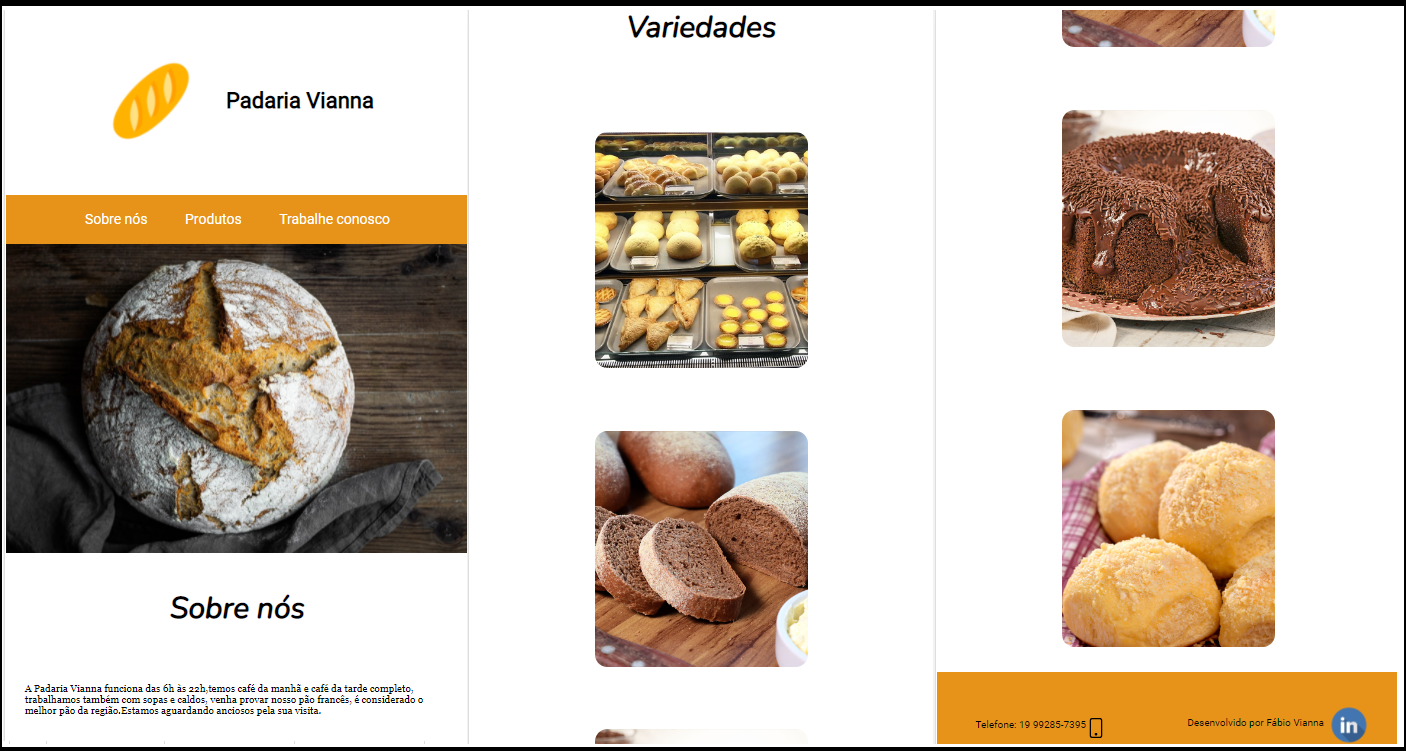 Padaria Vianna
Sobre nós
Produtos
Trabalhe conosco
Sobre nós
A Padaria Vianna funciona das 6h às 22h,temos café da manhã e café da tarde completo,
trabalhamos também com sopas e caldos, venha provar nosso pão francês, é considerado o
melhor pão da região.Estamos aguardando anciosos pela sua visita.
Variedades
Telefone: 19 99285-7395
Desenvolvido por Fábio Vianna
in